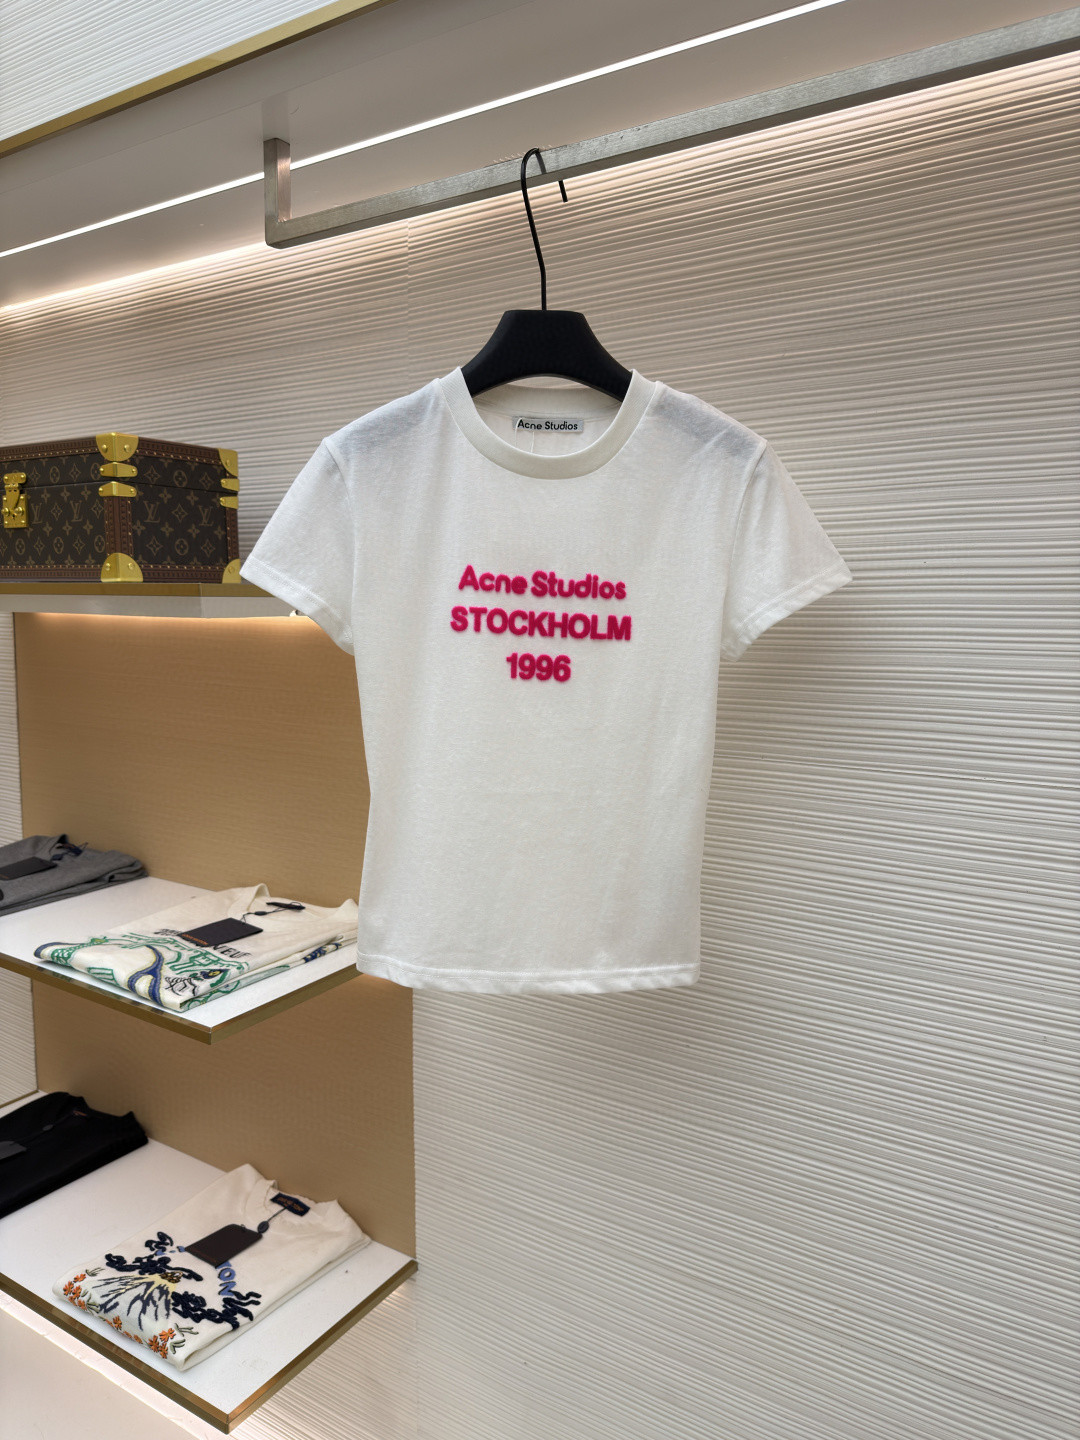 Acne Studios
Acne Studios
STOCKHOLM
1996